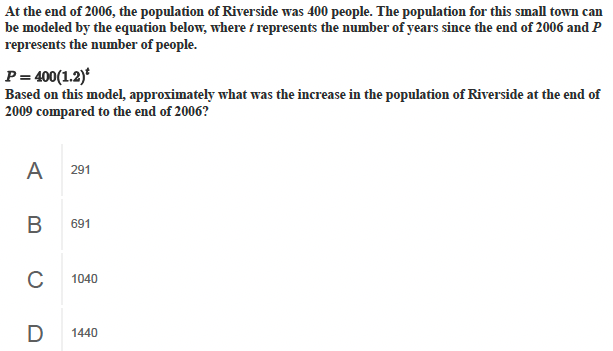 At the end of 2006, the population of Riverside was 400 people. The population for this small town can
be modeled by the equation below, where t represents the number of years since the end of 2006 and P
represents the number of people.
P = 400(1.2)ᵗ
Based on this model, approximately what was the increase in the population of Riverside at the end of
2009 compared to the end of 2006?
A 291
B 691
C 1040
D 1440